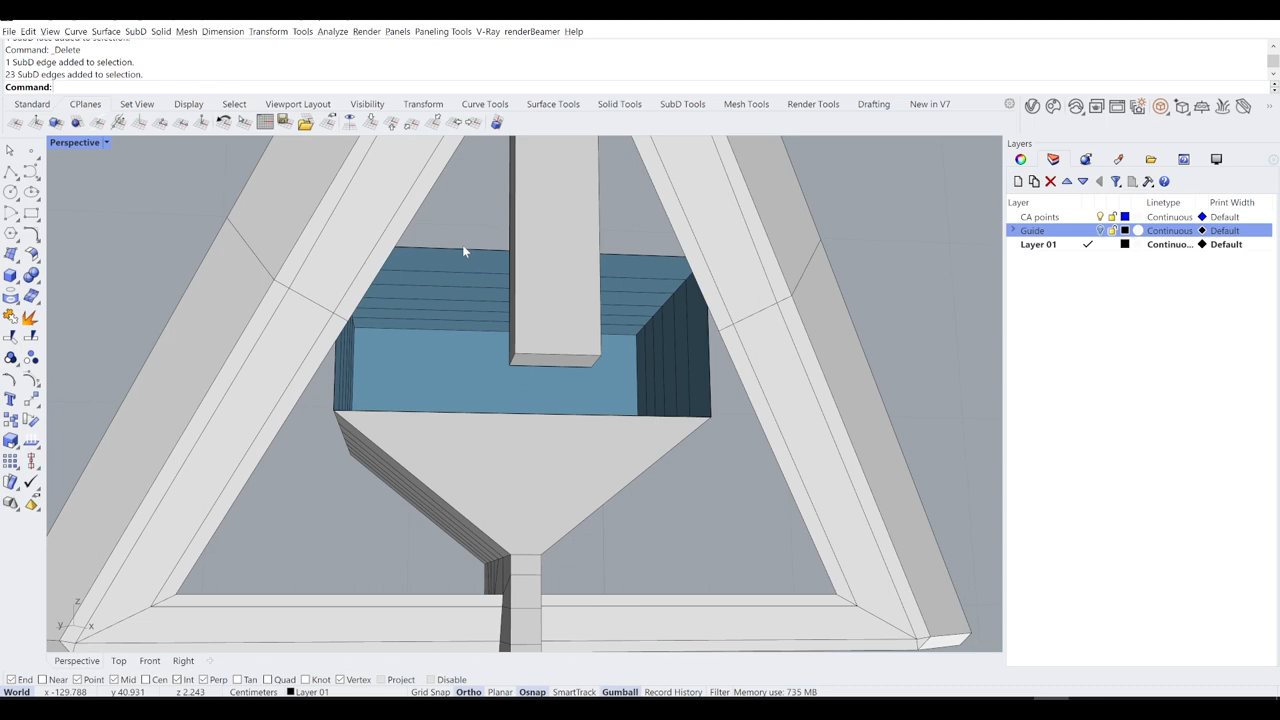 File Edit View Curve Surface SubD Solid Mesh Dimension Transform Tools Analyze Render Panels Paneling Tools V-Ray renderBeamer Help
Command: _Delete
1 SubD edge added to selection.
23 SubD edges added to selection.
Command:
Standard CPlanes Set View Display Select Viewport Layout Visibility Transform Curve Tools Surface Tools Solid Tools SubD Tools Mesh Tools Render Tools Drafting New in V7
Perspective
Layers
Layer Linetype Print Width
CA points Continuous Default
Guide Continuous Default
Layer 01 Continuo... Default
z
y x
Perspective Top Front Right
End Near Point Mid Cen Int Perp Tan Quad Knot Vertex Project Disable
World x -129.788 y 40.931 z 2.243 Centimeters Layer 01 Grid Snap Ortho Planar Osnap SmartTrack Gumball Record History Filter Memory use: 735 MB